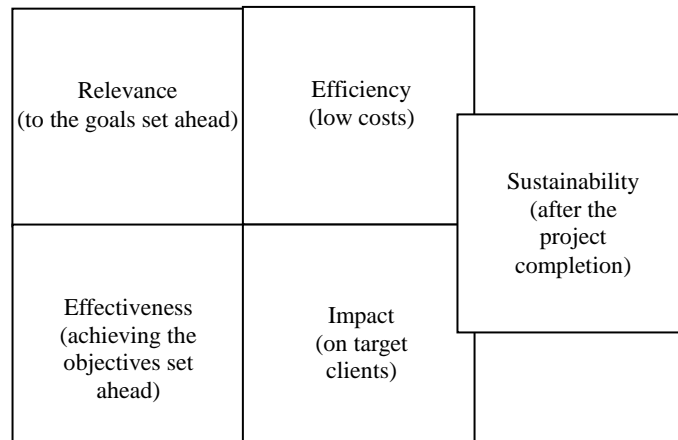 Relevance
(to the goals set ahead)
Efficiency
(low costs)
Sustainability
(after the
project
completion)
Effectiveness
(achieving the
objectives set
ahead)
Impact
(on target
clients)